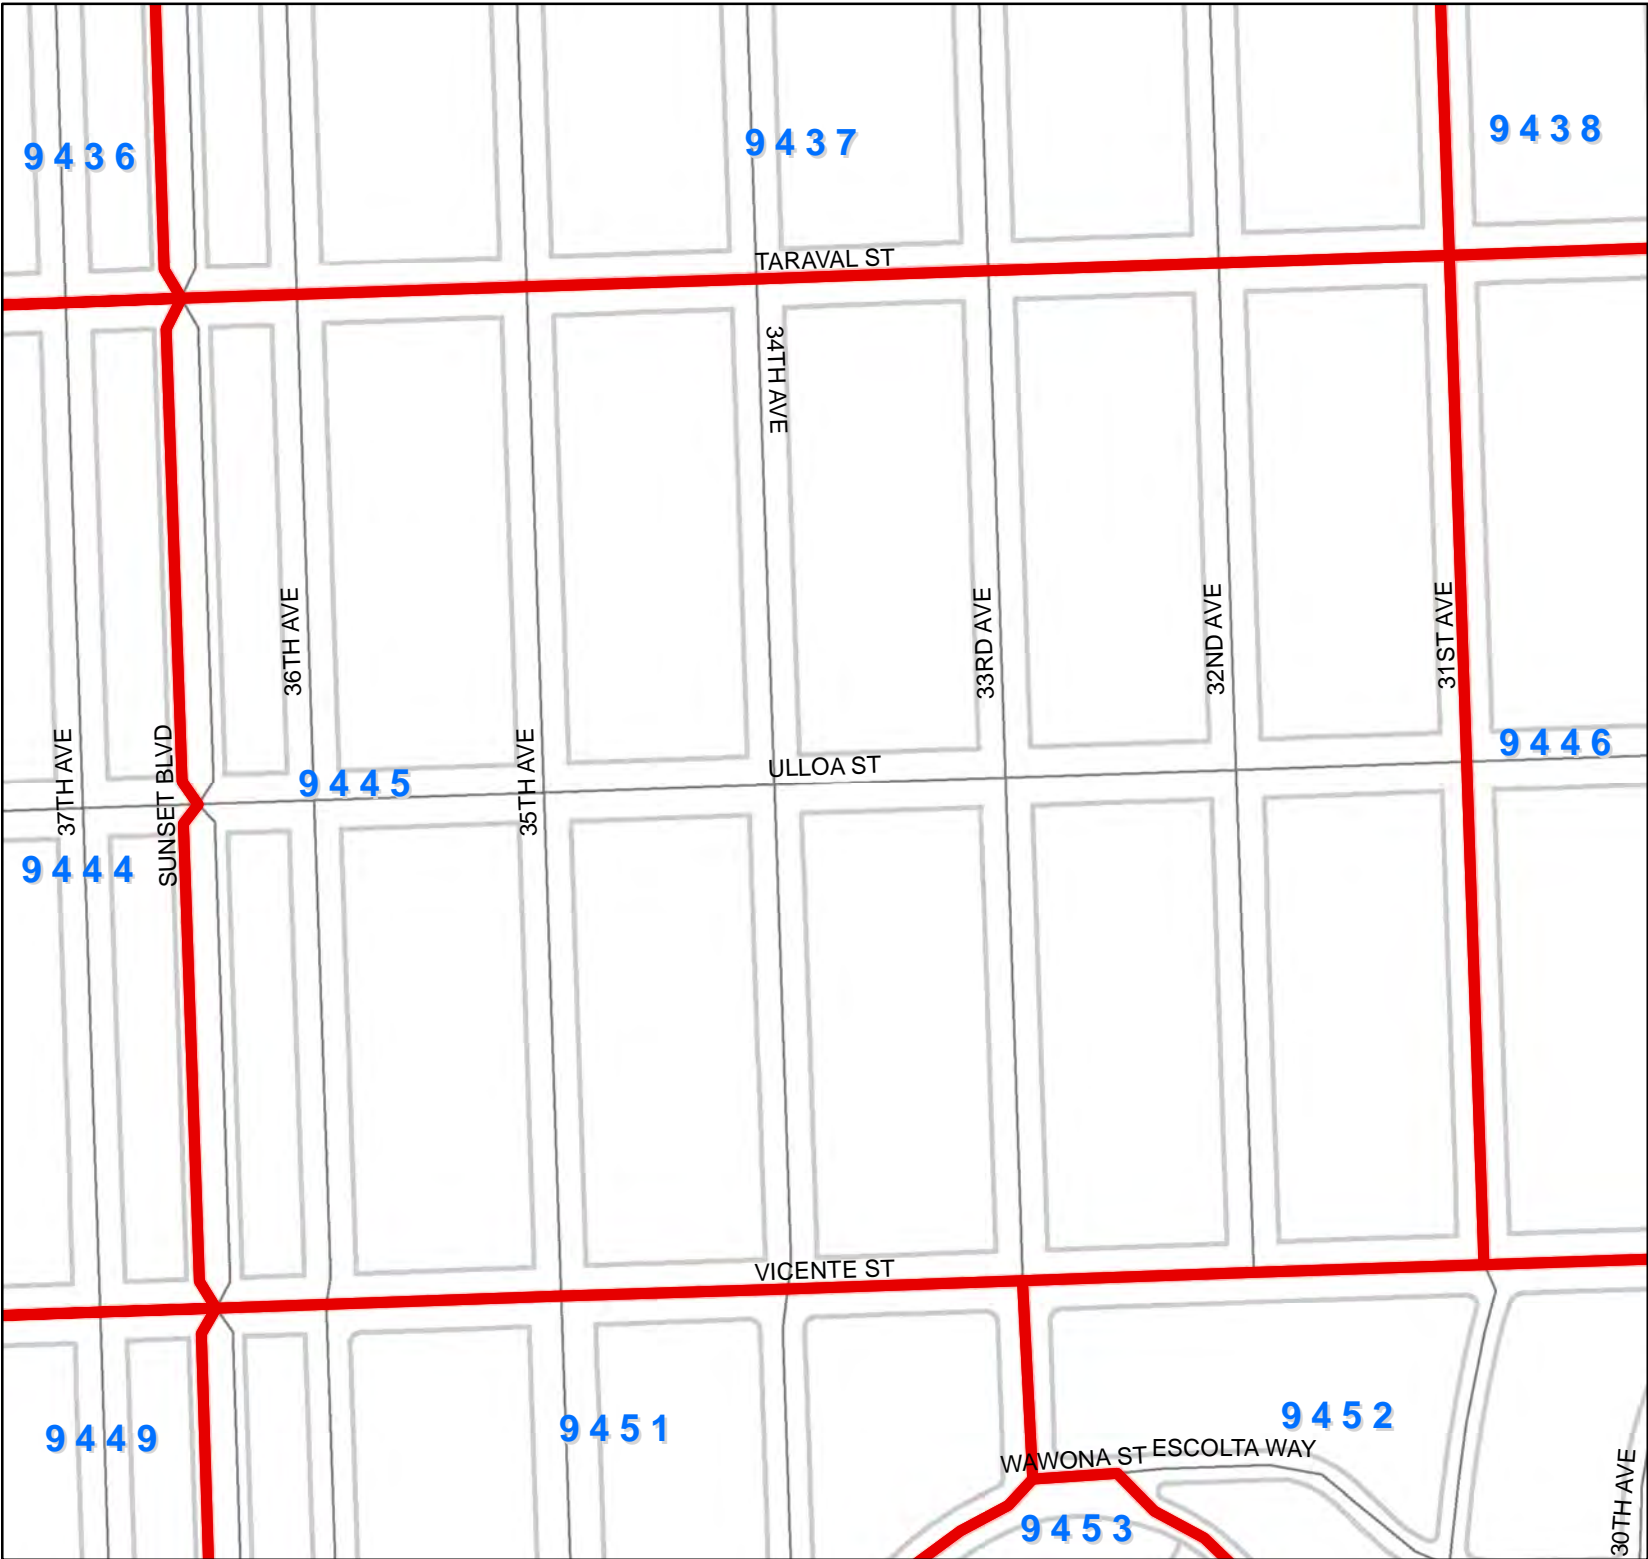 9438
9437
9436
TARAVAL ST
34TH AVE
36TH AVE
33RD AVE
32ND AVE
31ST AVE
37TH AVE
SUNSET BLVD
35TH AVE
9446
ULLOA ST
9445
9444
VICENTE ST
9452
9451
9449
WAWONA ST
ESCOLTA WAY
30TH AVE
9453